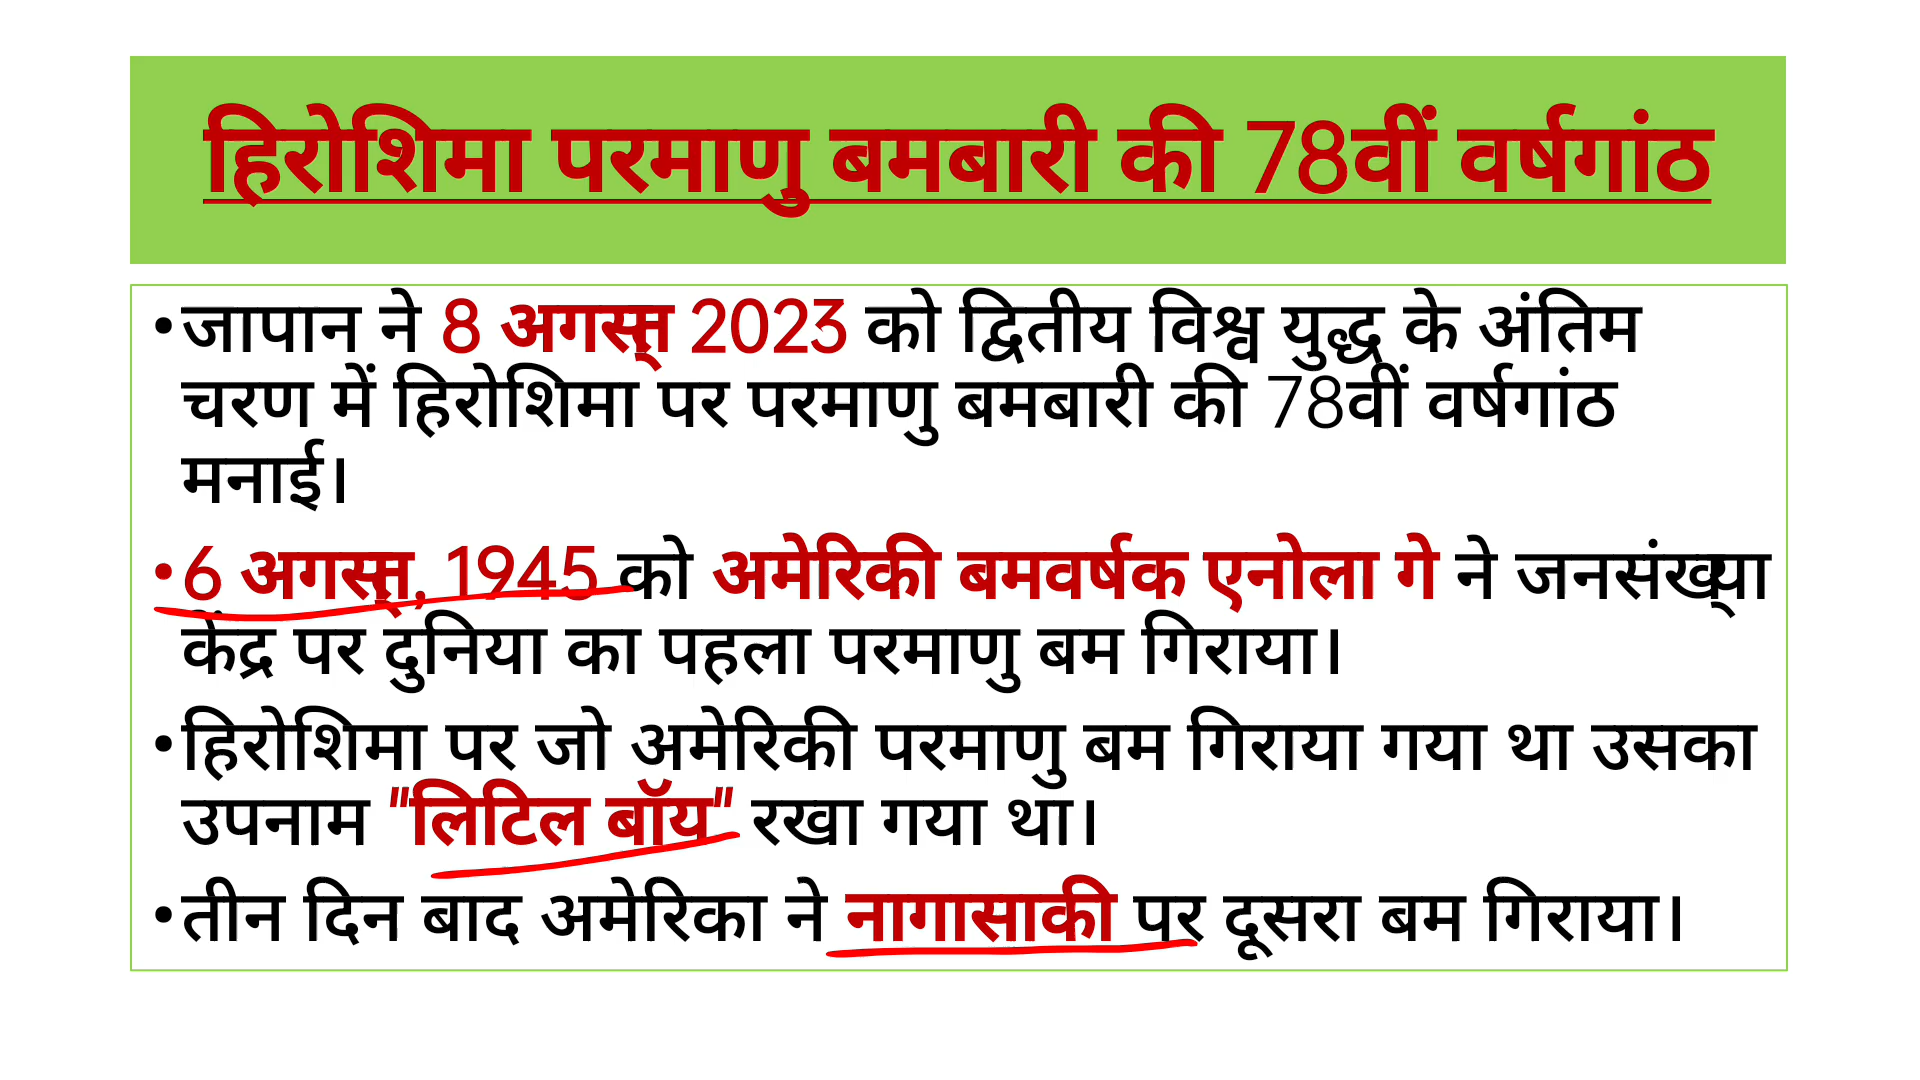 हिरोशिमा परमाणु बमबारी की 78वीं वर्षगांठ
•जापान ने 8 अगस्त 2023 को द्वितीय विश्व युद्ध के अंतिम
चरण में हिरोशिमा पर परमाणु बमबारी की 78वीं वर्षगांठ
मनाई।
•6 अगस्त, 1945 को अमेरिकी बमवर्षक एनोला गे ने जनसंख्या
केंद्र पर दुनिया का पहला परमाणु बम गिराया।
•हिरोशिमा पर जो अमेरिकी परमाणु बम गिराया गया था उसका
उपनाम "लिटिल बॉय" रखा गया था।
•तीन दिन बाद अमेरिका ने नागासाकी पर दूसरा बम गिराया।